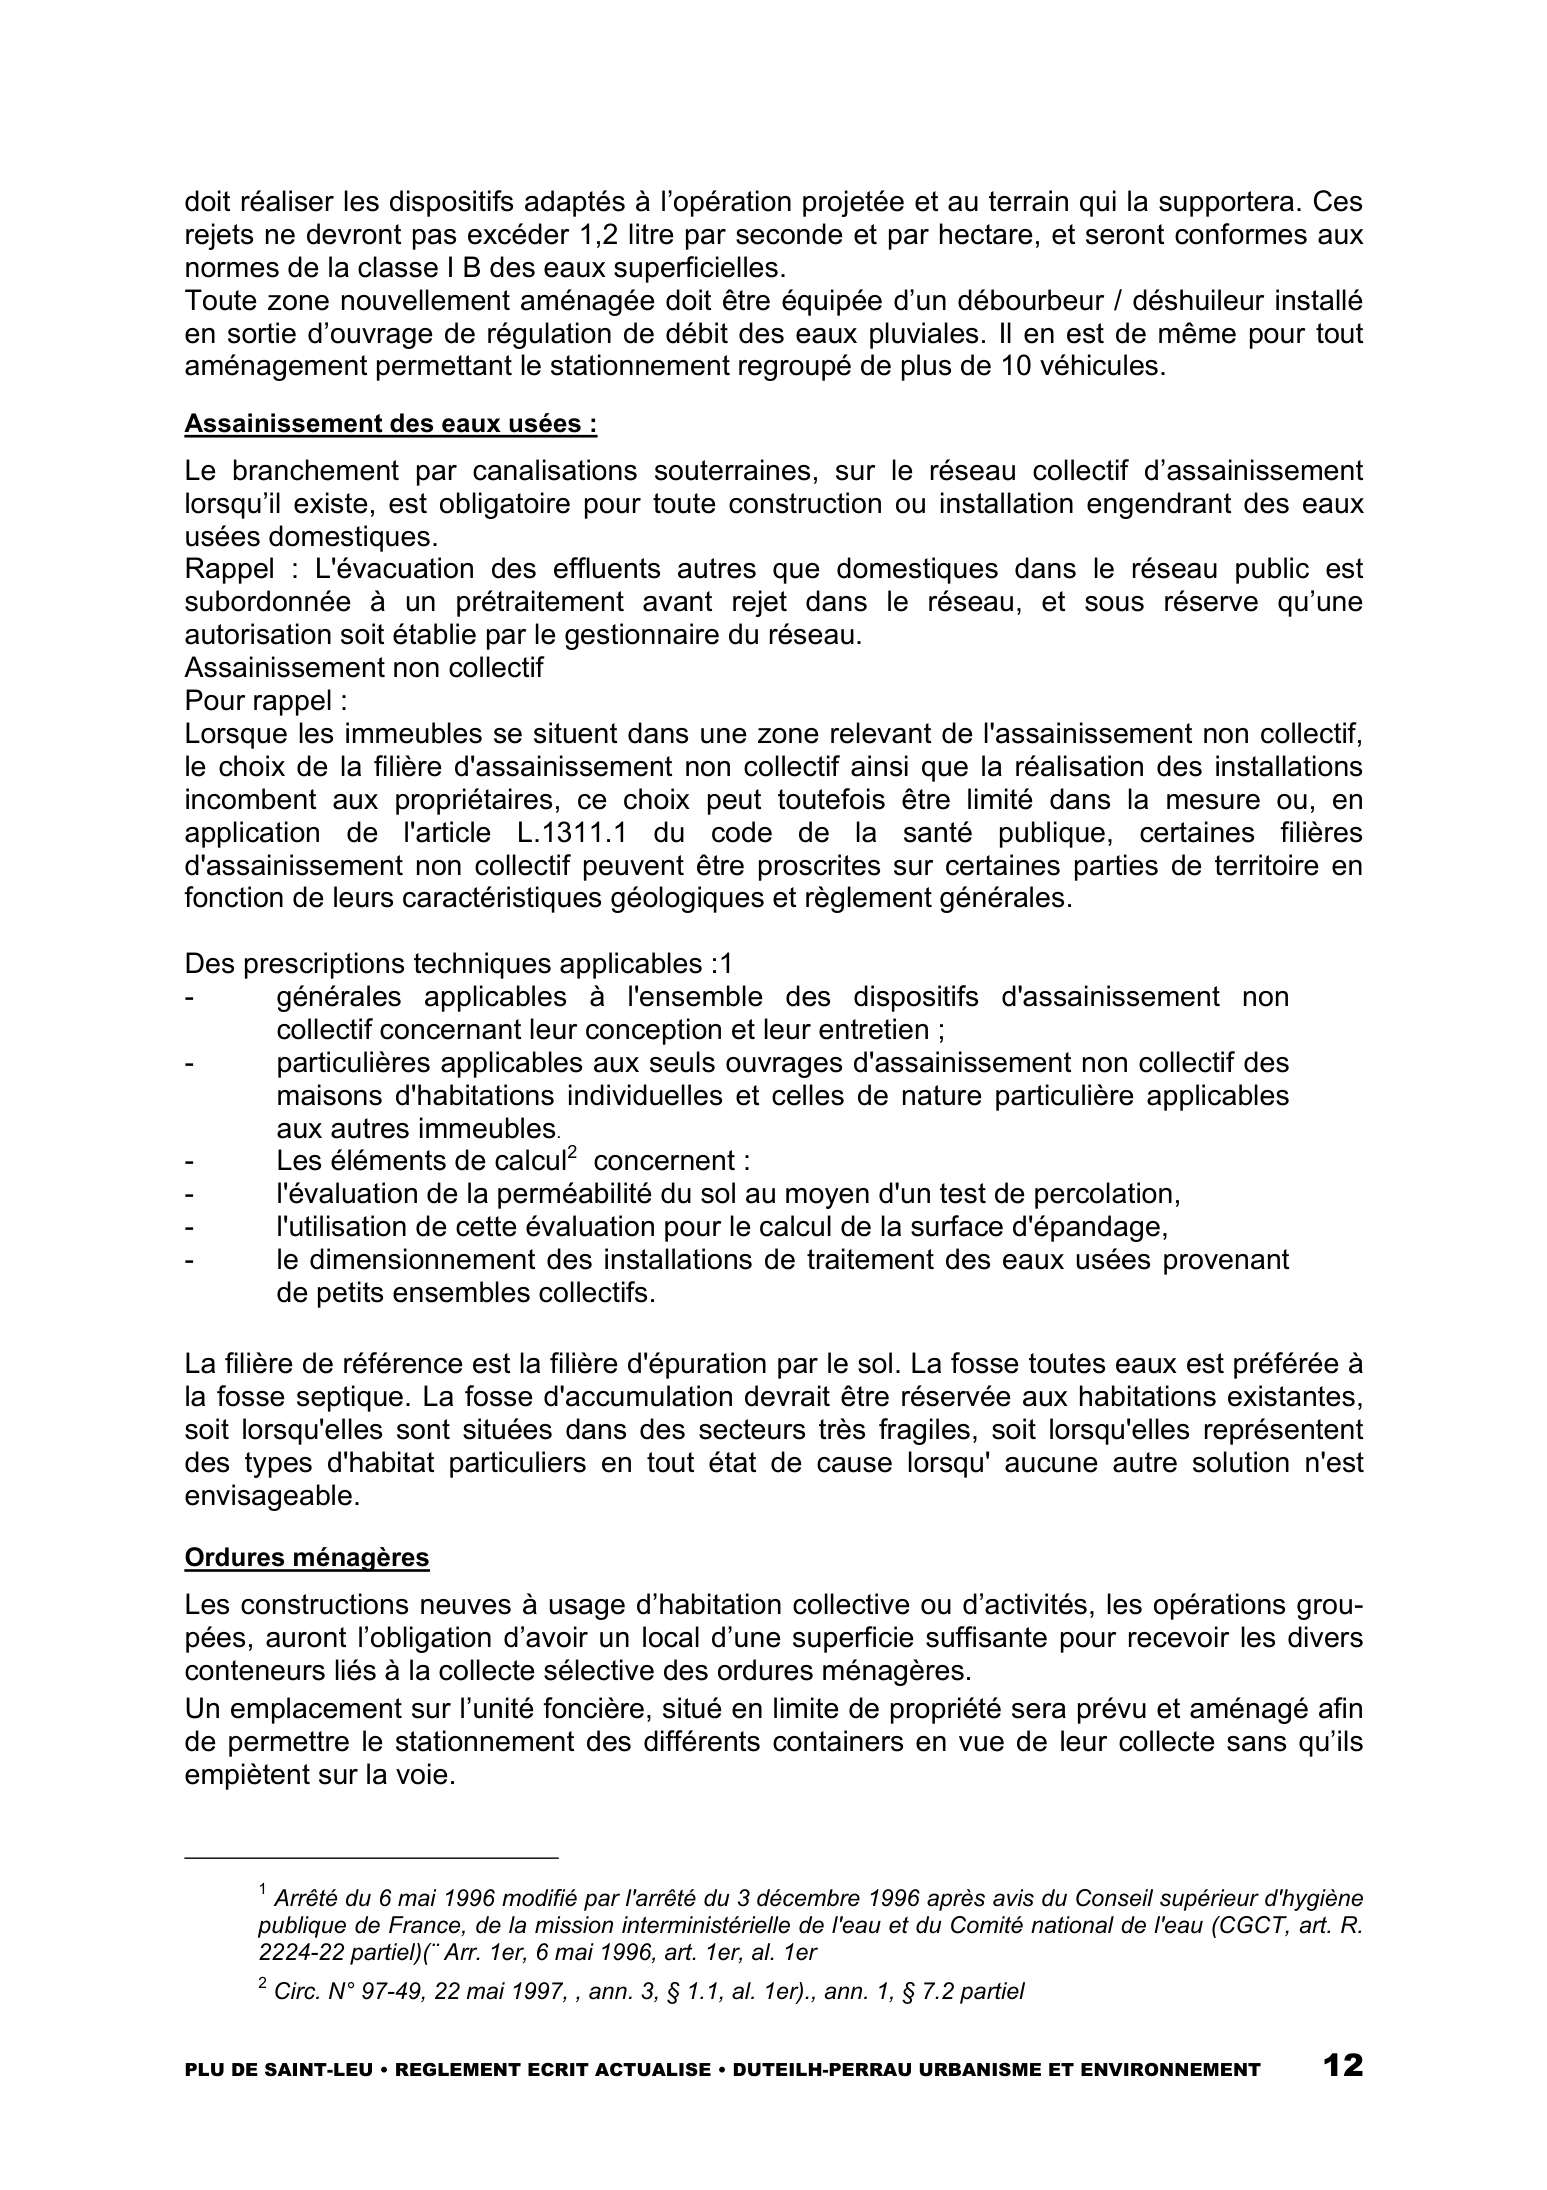 doit réaliser les dispositifs adaptés à l’opération projetée et au terrain qui la supportera. Ces
rejets ne devront pas excéder 1,2 litre par seconde et par hectare, et seront conformes aux
normes de la classe I B des eaux superficielles.
Toute zone nouvellement aménagée doit être équipée d’un débourbeur / déshuileur installé
en sortie d’ouvrage de régulation de débit des eaux pluviales. Il en est de même pour tout
aménagement permettant le stationnement regroupé de plus de 10 véhicules.
Assainissement des eaux usées :
Le branchement par canalisations souterraines, sur le réseau collectif d’assainissement
lorsqu’il existe, est obligatoire pour toute construction ou installation engendrant des eaux
usées domestiques.
Rappel : L'évacuation des effluents autres que domestiques dans le réseau public est
subordonnée à un prétraitement avant rejet dans le réseau, et sous réserve qu’une
autorisation soit établie par le gestionnaire du réseau.
Assainissement non collectif
Pour rappel :
Lorsque les immeubles se situent dans une zone relevant de l'assainissement non collectif,
le choix de la filière d'assainissement non collectif ainsi que la réalisation des installations
incombent aux propriétaires, ce choix peut toutefois être limité dans la mesure ou, en
application de l'article L.1311.1 du code de la santé publique, certaines filières
d'assainissement non collectif peuvent être proscrites sur certaines parties de territoire en
fonction de leurs caractéristiques géologiques et règlement générales.
Des prescriptions techniques applicables :1
- générales applicables à l'ensemble des dispositifs d'assainissement non
collectif concernant leur conception et leur entretien ;
- particulières applicables aux seuls ouvrages d'assainissement non collectif des
maisons d'habitations individuelles et celles de nature particulière applicables
aux autres immeubles.
- Les éléments de calcul2 concernent :
- l'évaluation de la perméabilité du sol au moyen d'un test de percolation,
- l'utilisation de cette évaluation pour le calcul de la surface d'épandage,
- le dimensionnement des installations de traitement des eaux usées provenant
de petits ensembles collectifs.
La filière de référence est la filière d'épuration par le sol. La fosse toutes eaux est préférée à
la fosse septique. La fosse d'accumulation devrait être réservée aux habitations existantes,
soit lorsqu'elles sont situées dans des secteurs très fragiles, soit lorsqu'elles représentent
des types d'habitat particuliers en tout état de cause lorsqu' aucune autre solution n'est
envisageable.
Ordures ménagères
Les constructions neuves à usage d’habitation collective ou d’activités, les opérations grou-
pées, auront l’obligation d’avoir un local d’une superficie suffisante pour recevoir les divers
conteneurs liés à la collecte sélective des ordures ménagères.
Un emplacement sur l’unité foncière, situé en limite de propriété sera prévu et aménagé afin
de permettre le stationnement des différents containers en vue de leur collecte sans qu’ils
empiètent sur la voie.
1 Arrêté du 6 mai 1996 modifié par l'arrêté du 3 décembre 1996 après avis du Conseil supérieur d'hygiène
publique de France, de la mission interministérielle de l'eau et du Comité national de l'eau (CGCT, art. R.
2224-22 partiel)(¨ Arr. 1er, 6 mai 1996, art. 1er, al. 1er
2 Circ. N° 97-49, 22 mai 1997, , ann. 3, § 1.1, al. 1er)., ann. 1, § 7.2 partiel
PLU DE SAINT-LEU • REGLEMENT ECRIT ACTUALISE • DUTEILH-PERRAU URBANISME ET ENVIRONNEMENT 12